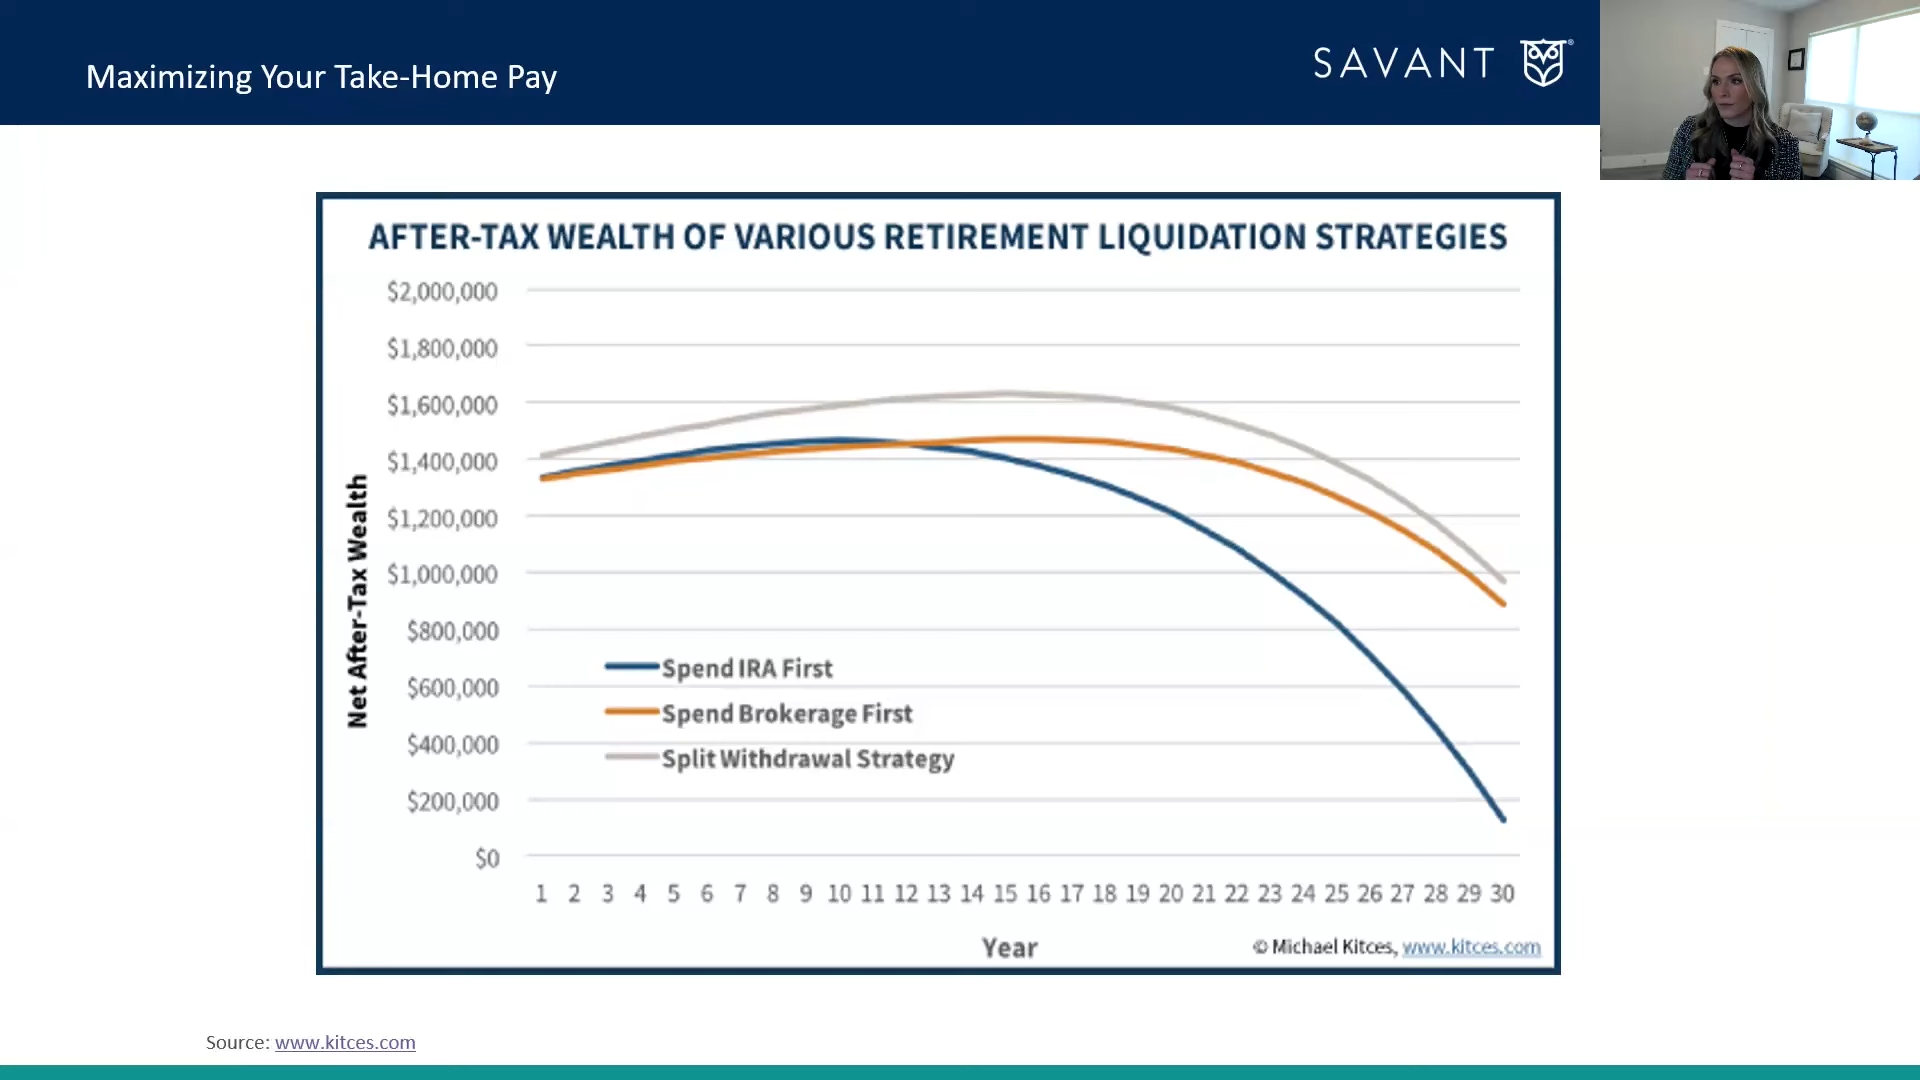 Maximizing Your Take-Home Pay
SAVANT
AFTER-TAX WEALTH OF VARIOUS RETIREMENT LIQUIDATION STRATEGIES
$2,000,000
$1,800,000
$1,600,000
$1,400,000
$1,200,000
$1,000,000
$800,000
$600,000
$400,000
$200,000
$0
Net After-Tax Wealth
Spend IRA First
Spend Brokerage First
Split Withdrawal Strategy
1 2 3 4 5 6 7 8 9 10 11 12 13 14 15 16 17 18 19 20 21 22 23 24 25 26 27 28 29 30
Year
© Michael Kitces, www.kitces.com
Source: www.kitces.com